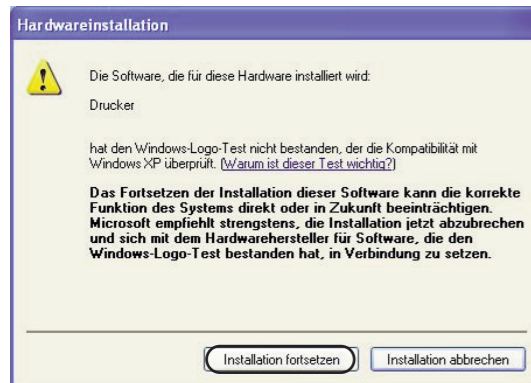 Hardwareinstallation
Die Software, die für diese Hardware installiert wird:
Drucker
hat den Windows-Logo-Test nicht bestanden, der die Kompatibilität mit
Windows XP überprüft. (Warum ist dieser Test wichtig?)
Das Fortsetzen der Installation dieser Software kann die korrekte
Funktion des Systems direkt oder in Zukunft beeinträchtigen.
Microsoft empfiehlt strengstens, die Installation jetzt abzubrechen
und sich mit dem Hardwarehersteller für Software, die den
Windows-Logo-Test bestanden hat, in Verbindung zu setzen.
Installation fortsetzen
Installation abbrechen